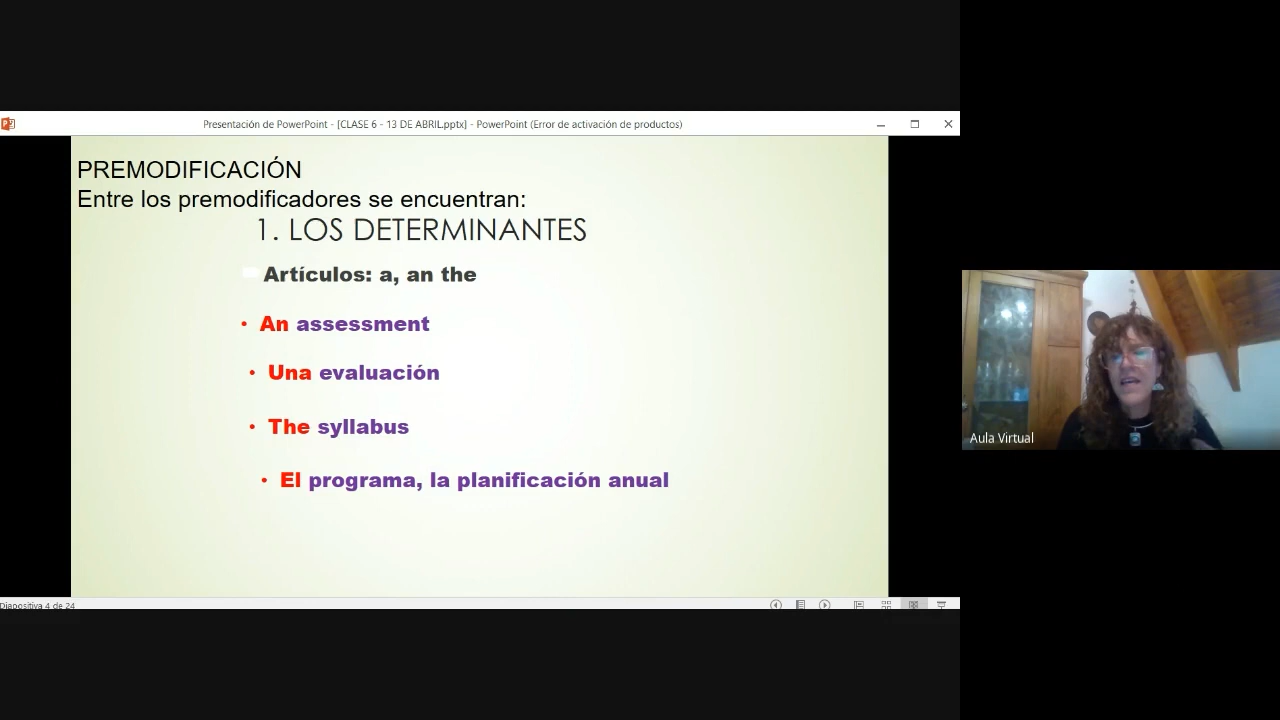 Presentación de PowerPoint - [CLASE 6 - 13 DE ABRIL.pptx] - PowerPoint (Error de activación de productos)
PREMODIFICACIÓN
Entre los premodificadores se encuentran:
1. LOS DETERMINANTES
Artículos: a, an the
• An assessment
• Una evaluación
• The syllabus
• El programa, la planificación anual
Aula Virtual
Diapositiva 4 de 24